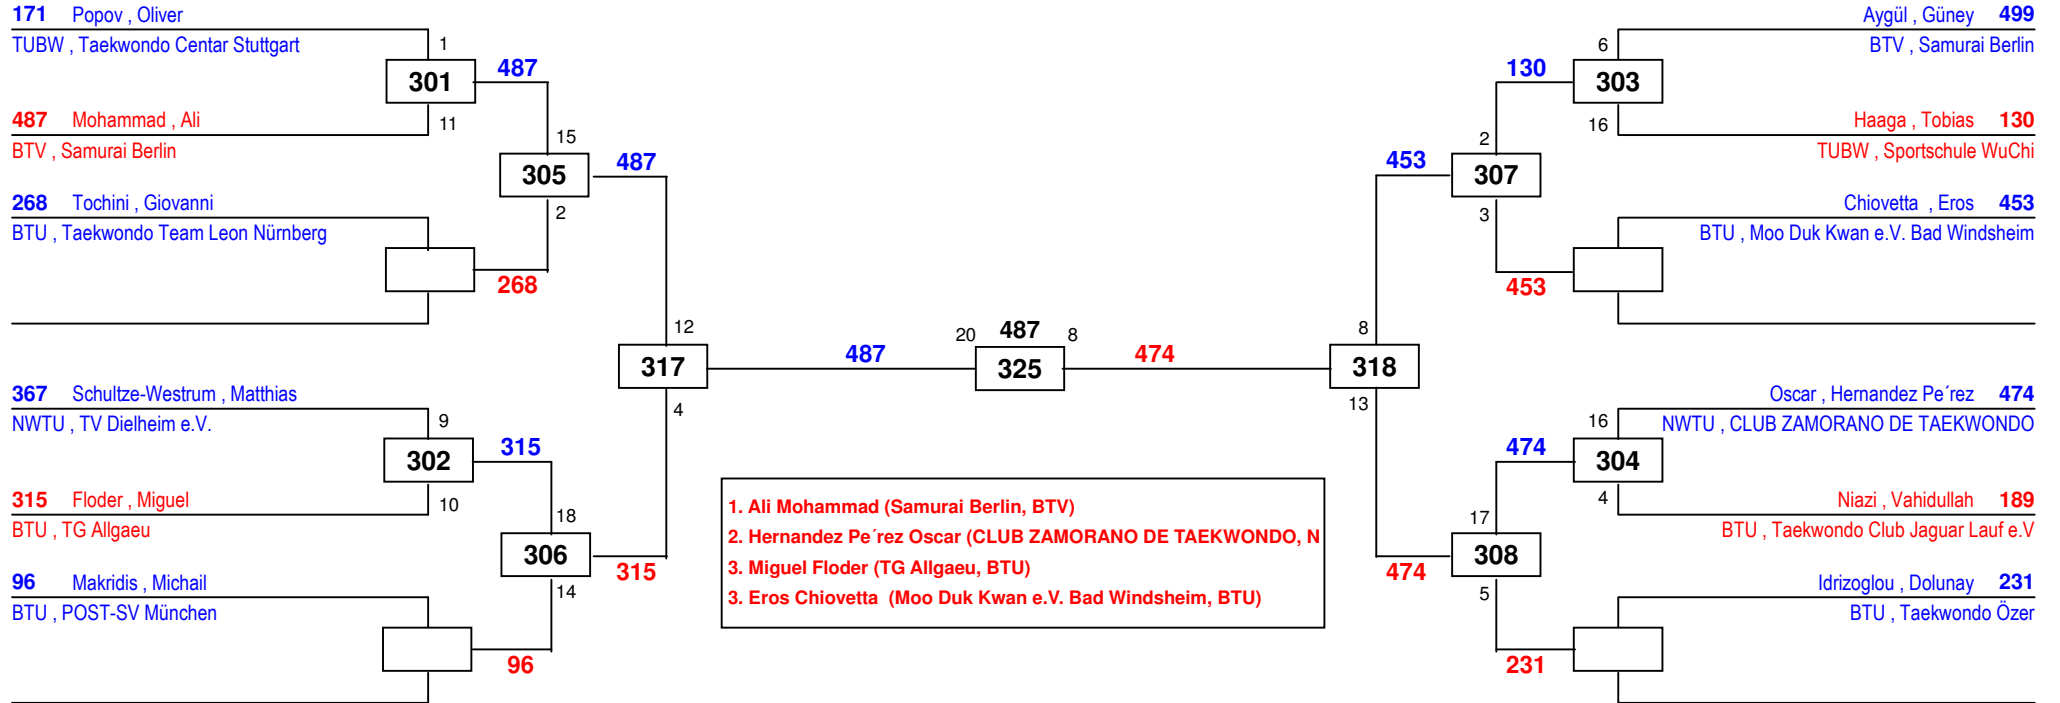 171 Popov , Oliver
TUBW , Taekwondo Centar Stuttgart
1
301
487
487 Mohammad , Ali
11
BTV , Samurai Berlin
15
305
487
268 Tochini , Giovanni
2
BTU , Taekwondo Team Leon Nürnberg
268
12
317
487
4
367 Schultze-Westrum , Matthias
NWTU , TV Dielheim e.V.
9
302
315
315 Floder , Miguel
10
BTU , TG Allgaeu
18
306
315
96 Makridis , Michail
14
BTU , POST-SV München
96
20 487 8
325
474
1. Ali Mohammad (Samurai Berlin, BTV)
2. Hernandez Pe´rez Oscar (CLUB ZAMORANO DE TAEKWONDO, N
3. Miguel Floder (TG Allgaeu, BTU)
3. Eros Chiovetta (Moo Duk Kwan e.V. Bad Windsheim, BTU)
Aygül , Güney 499
BTV , Samurai Berlin
6
130
303
Haaga , Tobias 130
16
TUBW , Sportschule WuChi
2
453
307
Chiovetta , Eros 453
3
BTU , Moo Duk Kwan e.V. Bad Windsheim
453
8
318
13
Oscar , Hernandez Pe´rez 474
NWTU , CLUB ZAMORANO DE TAEKWONDO
16
474
304
Niazi , Vahidullah 189
4
BTU , Taekwondo Club Jaguar Lauf e.V
17
474
308
Idrizoglou , Dolunay 231
5
BTU , Taekwondo Özer
231